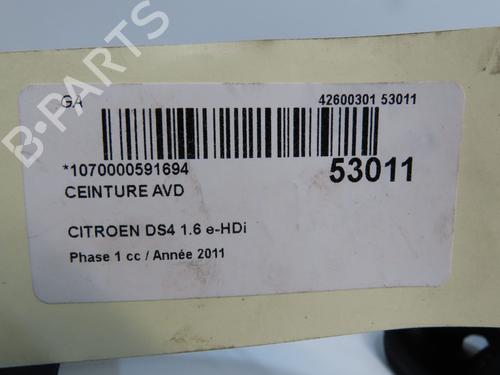 GA 42600301 53011
*1070000591694 53011
CEINTURE AVD
CITROEN DS4 1.6 e-HDi
Phase 1 cc / Année 2011
B-PARTS